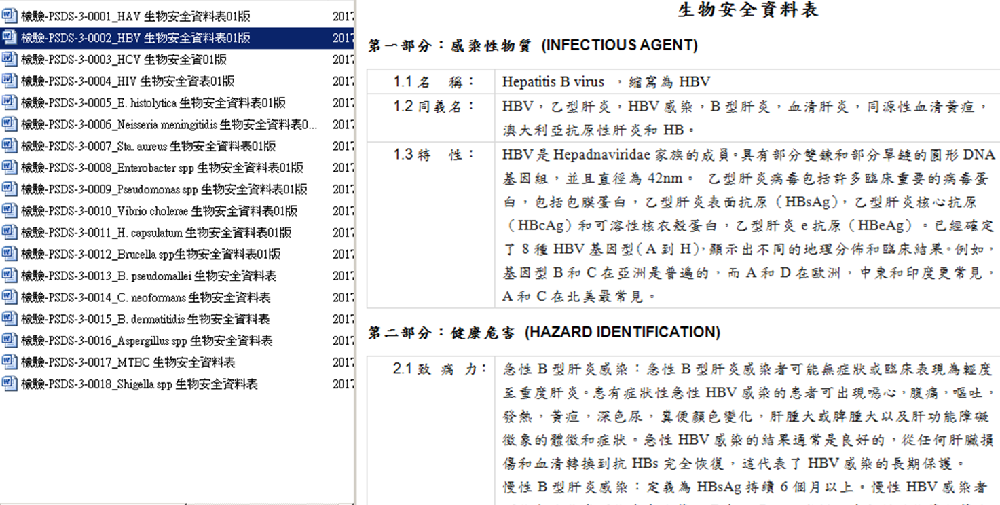 檢驗-PSDS-3-0001_HAV 生物安全資料表01版 2017
檢驗-PSDS-3-0002_HBV 生物安全資料表01版 2017
檢驗-PSDS-3-0003_HCV 生物安全資01版 2017
檢驗-PSDS-3-0004_HIV 生物安全資表01版 2017
檢驗-PSDS-3-0005_E. histolytica 生物安全資料表01版 2017
檢驗-PSDS-3-0006_Neisseria meningitidis 生物安全資料表0... 2017
檢驗-PSDS-3-0007_Sta. aureus 生物安全資料表01版 2017
檢驗-PSDS-3-0008_Enterobacter spp 生物安全資料表01版 2017
檢驗-PSDS-3-0009_Pseudomonas spp 生物安全資料表01版 2017
檢驗-PSDS-3-0010_Vibrio cholerae 生物安全資料表01版 2017
檢驗-PSDS-3-0011_H. capsulatum 生物安全資料表01版 2017
檢驗-PSDS-3-0012_Brucella spp生物安全資料表01版 2017
檢驗-PSDS-3-0013_B. pseudomallei 生物安全資料表 2017
檢驗-PSDS-3-0014_C. neoformans 生物安全資料表 2017
檢驗-PSDS-3-0015_B. dermatitidis 生物安全資料表 2017
檢驗-PSDS-3-0016_Aspergillus spp 生物安全資料表 2017
檢驗-PSDS-3-0017_MTBC 生物安全資料表 2017
檢驗-PSDS-3-0018_Shigella spp 生物安全資料表 2017
生物安全資料表
第一部分：感染性物質 (INFECTIOUS AGENT)
1.1 名 稱： Hepatitis B virus ，縮寫為 HBV
1.2 同義名： HBV，乙型肝炎，HBV 感染，B 型肝炎，血清肝炎，同源性血清黃疸，
澳大利亞抗原性肝炎和 HB。
1.3 特 性： HBV是Hepadnaviridae 家族的成員。具有部分雙鍊和部分單鏈的圓形 DNA
基因組，並且直徑為 42nm。 乙型肝炎病毒包括許多臨床重要的病毒蛋
白，包括包膜蛋白，乙型肝炎表面抗原（HBsAg），乙型肝炎核心抗原
（HBcAg）和可溶性核衣殼蛋白，乙型肝炎 e 抗原（HBeAg）。已經確定
了 8 種 HBV 基因型（A 到 H），顯示出不同的地理分佈和臨床結果。例如，
基因型 B 和 C 在亞洲是普遍的，而 A 和 D 在歐洲，中東和印度更常見，
A 和 C 在北美最常見。
第二部分：健康危害 (HAZARD IDENTIFICATION)
2.1 致 病 力： 急性 B 型肝炎感染：急性 B 型肝炎感染者可能無症狀或臨床表現為輕度
至重度肝炎。患有症狀性急性 HBV 感染的患者可出現噁心，腹痛，嘔吐，
發熱，黃疸，深色尿，糞便顏色變化，肝腫大或脾腫大以及肝功能障礙
徵象的體徵和症狀。急性 HBV 感染的結果通常是良好的，從任何肝臟損
傷和血清轉換到抗 HBs 完全恢復，這代表了 HBV 感染的長期保護。
慢性 B 型肝炎感染：定義為 HBsAg 持續 6 個月以上。慢性 HBV 感染者